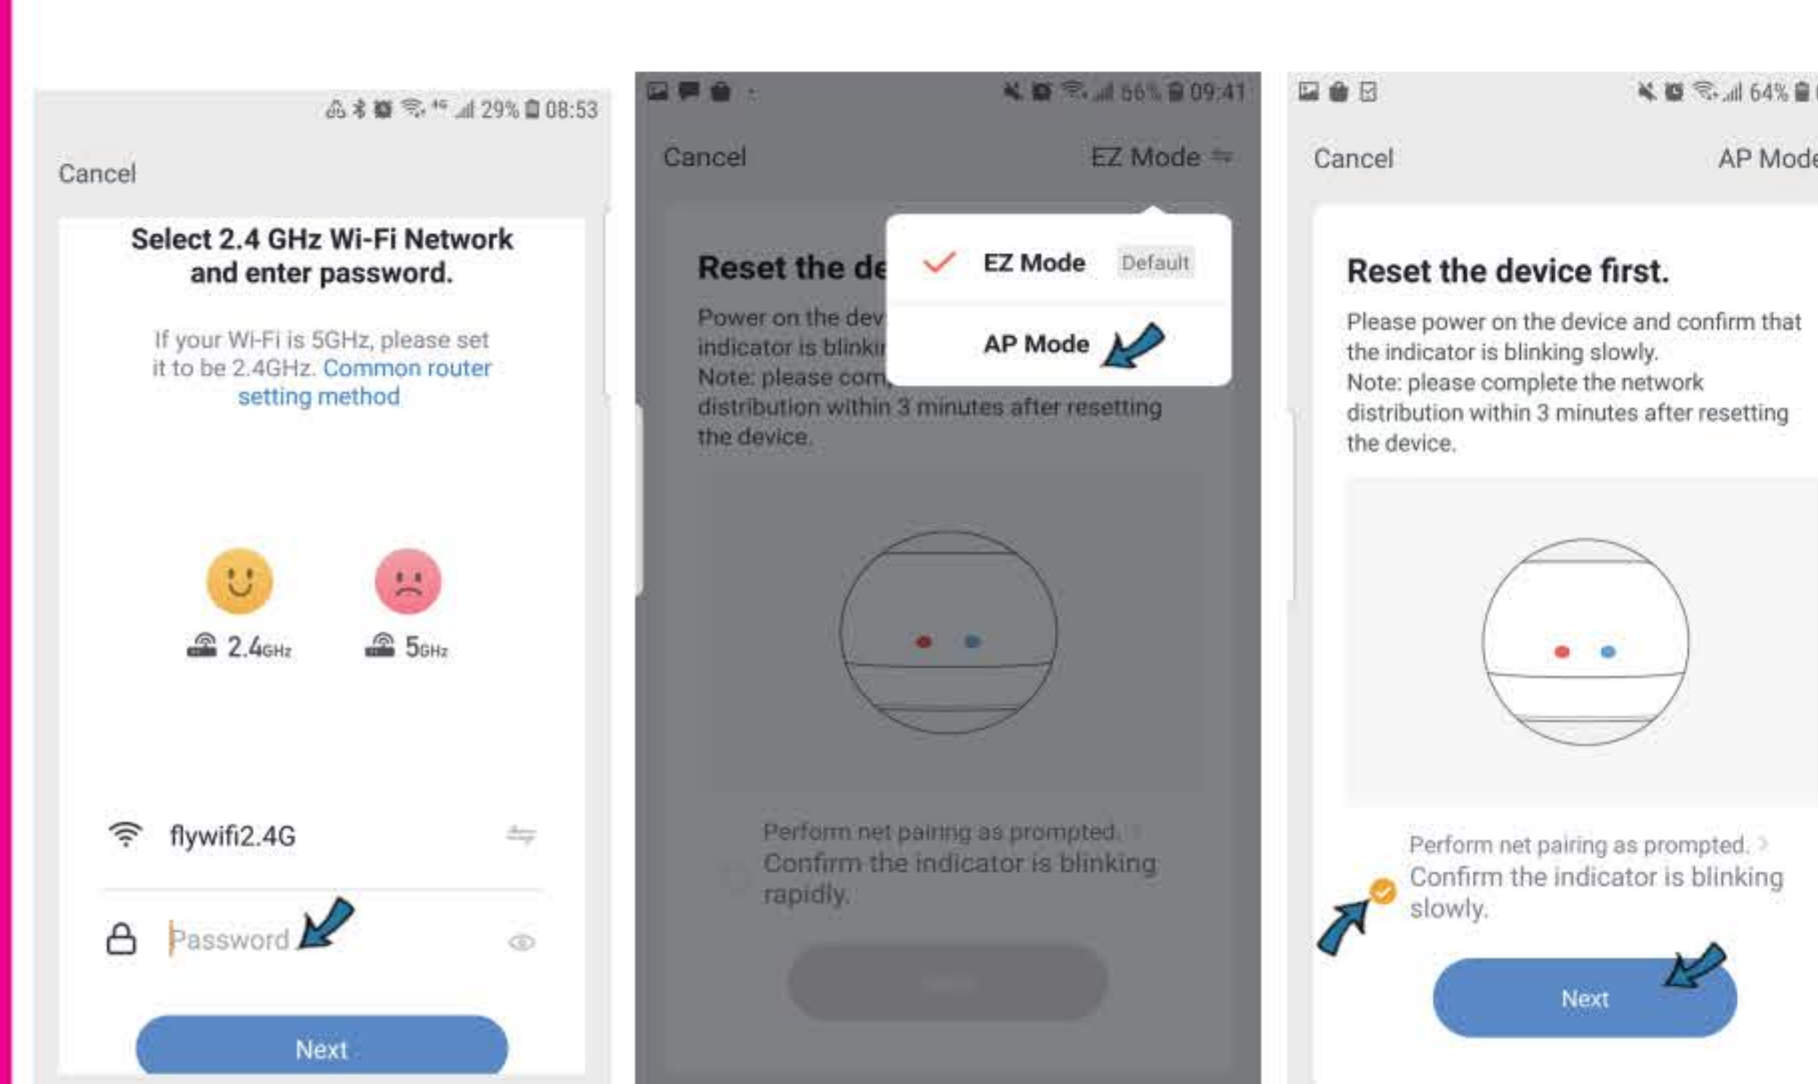 4G 29% 08:53
Cancel
Select 2.4 GHz Wi-Fi Network
and enter password.
If your Wi-Fi is 5GHz, please set
it to be 2.4GHz. Common router
setting method
2.4GHz 5GHz
flywifi2.4G
Password
Next
66% 09:41
Cancel EZ Mode
EZ Mode Default
AP Mode
Reset the de
Power on the dev
indicator is blinkin
Note: please com
distribution within 3 minutes after resetting
the device.
Perform net pairing as prompted. >
Confirm the indicator is blinking
rapidly.
64%
Cancel AP Mode
Reset the device first.
Please power on the device and confirm that
the indicator is blinking slowly.
Note: please complete the network
distribution within 3 minutes after resetting
the device.
Perform net pairing as prompted. >
Confirm the indicator is blinking
slowly.
Next